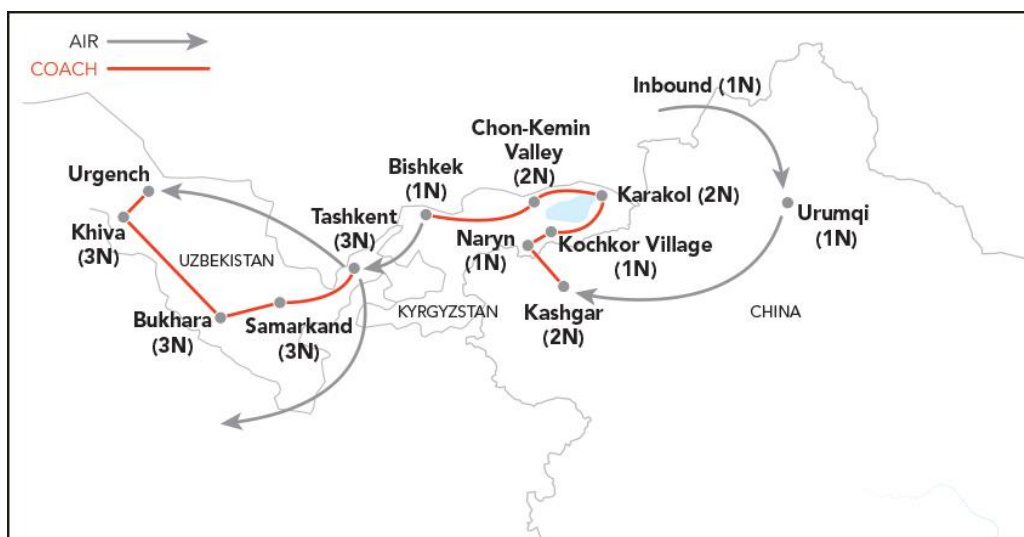 AIR
COACH
Inbound (1N)
Chon-Kemin
Valley
(2N)
Bishkek
(1N)
Urgench
Karakol (2N)
Tashkent
(3N)
Urumqi
(1N)
Khiva
(3N)
Naryn
(1N)
Kochkor Village
(1N)
UZBEKISTAN
Kashgar
(2N)
KYRGYZSTAN
CHINA
Bukhara
(3N)
Samarkand
(3N)